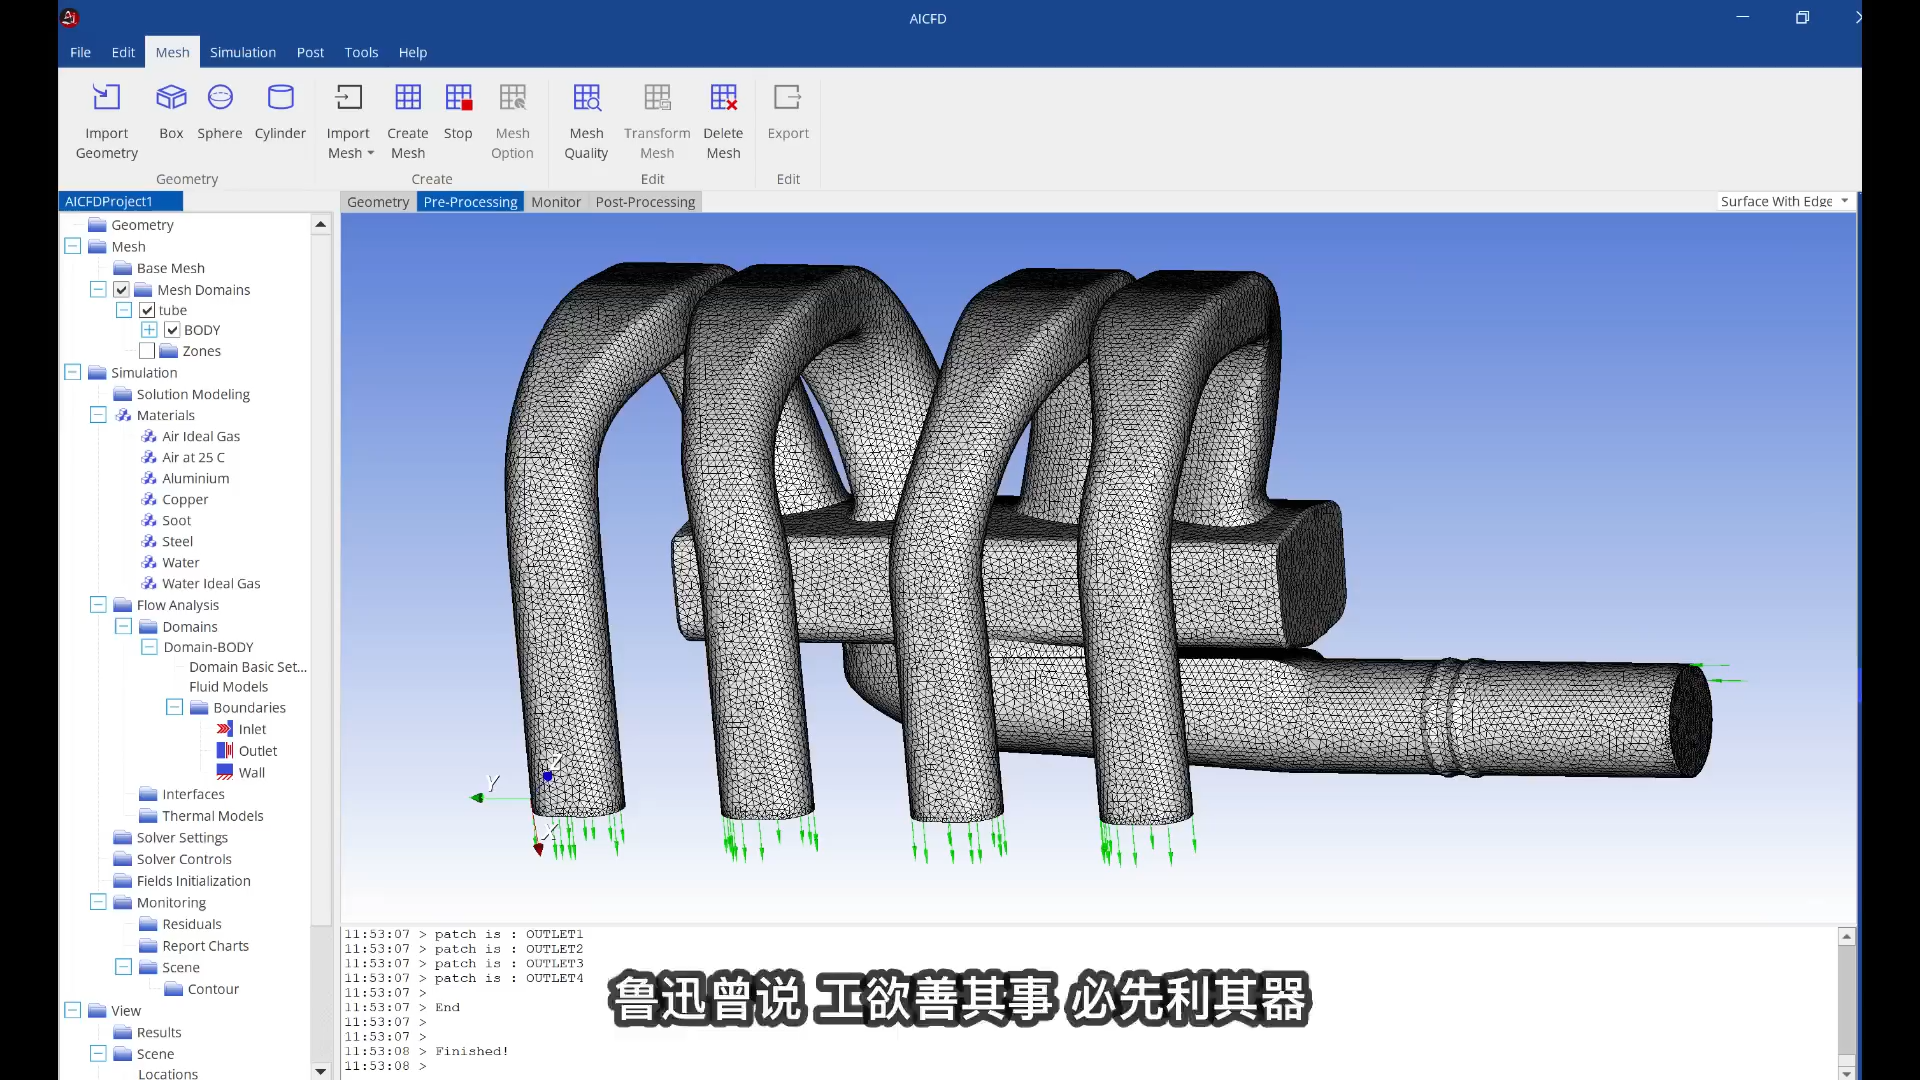 AICFD
File Edit Mesh Simulation Post Tools Help
Import Geometry
Box
Sphere
Cylinder
Geometry
Import Mesh
Create Mesh
Stop
Mesh Option
Create
Mesh Quality
Transform Mesh
Delete Mesh
Edit
Export
Edit
AICFDProject1
Geometry Pre-Processing Monitor Post-Processing
Surface With Edge
Geometry
Mesh
Base Mesh
Mesh Domains
tube
BODY
Zones
Simulation
Solution Modeling
Materials
Air Ideal Gas
Air at 25 C
Aluminium
Copper
Soot
Steel
Water
Water Ideal Gas
Flow Analysis
Domains
Domain-BODY
Domain Basic Set...
Fluid Models
Boundaries
Inlet
Outlet
Wall
Interfaces
Thermal Models
Solver Settings
Solver Controls
Fields Initialization
Monitoring
Residuals
Report Charts
Scene
Contour
View
Results
Scene
Locations
Z
Y
X
11:53:07 > patch is : OUTLET1
11:53:07 > patch is : OUTLET2
11:53:07 > patch is : OUTLET3
11:53:07 > patch is : OUTLET4
11:53:07 >
11:53:07 > End
11:53:07 >
11:53:07 >
11:53:08 > Finished!
11:53:08 >
鲁迅曾说 工欲善其事 必先利其器